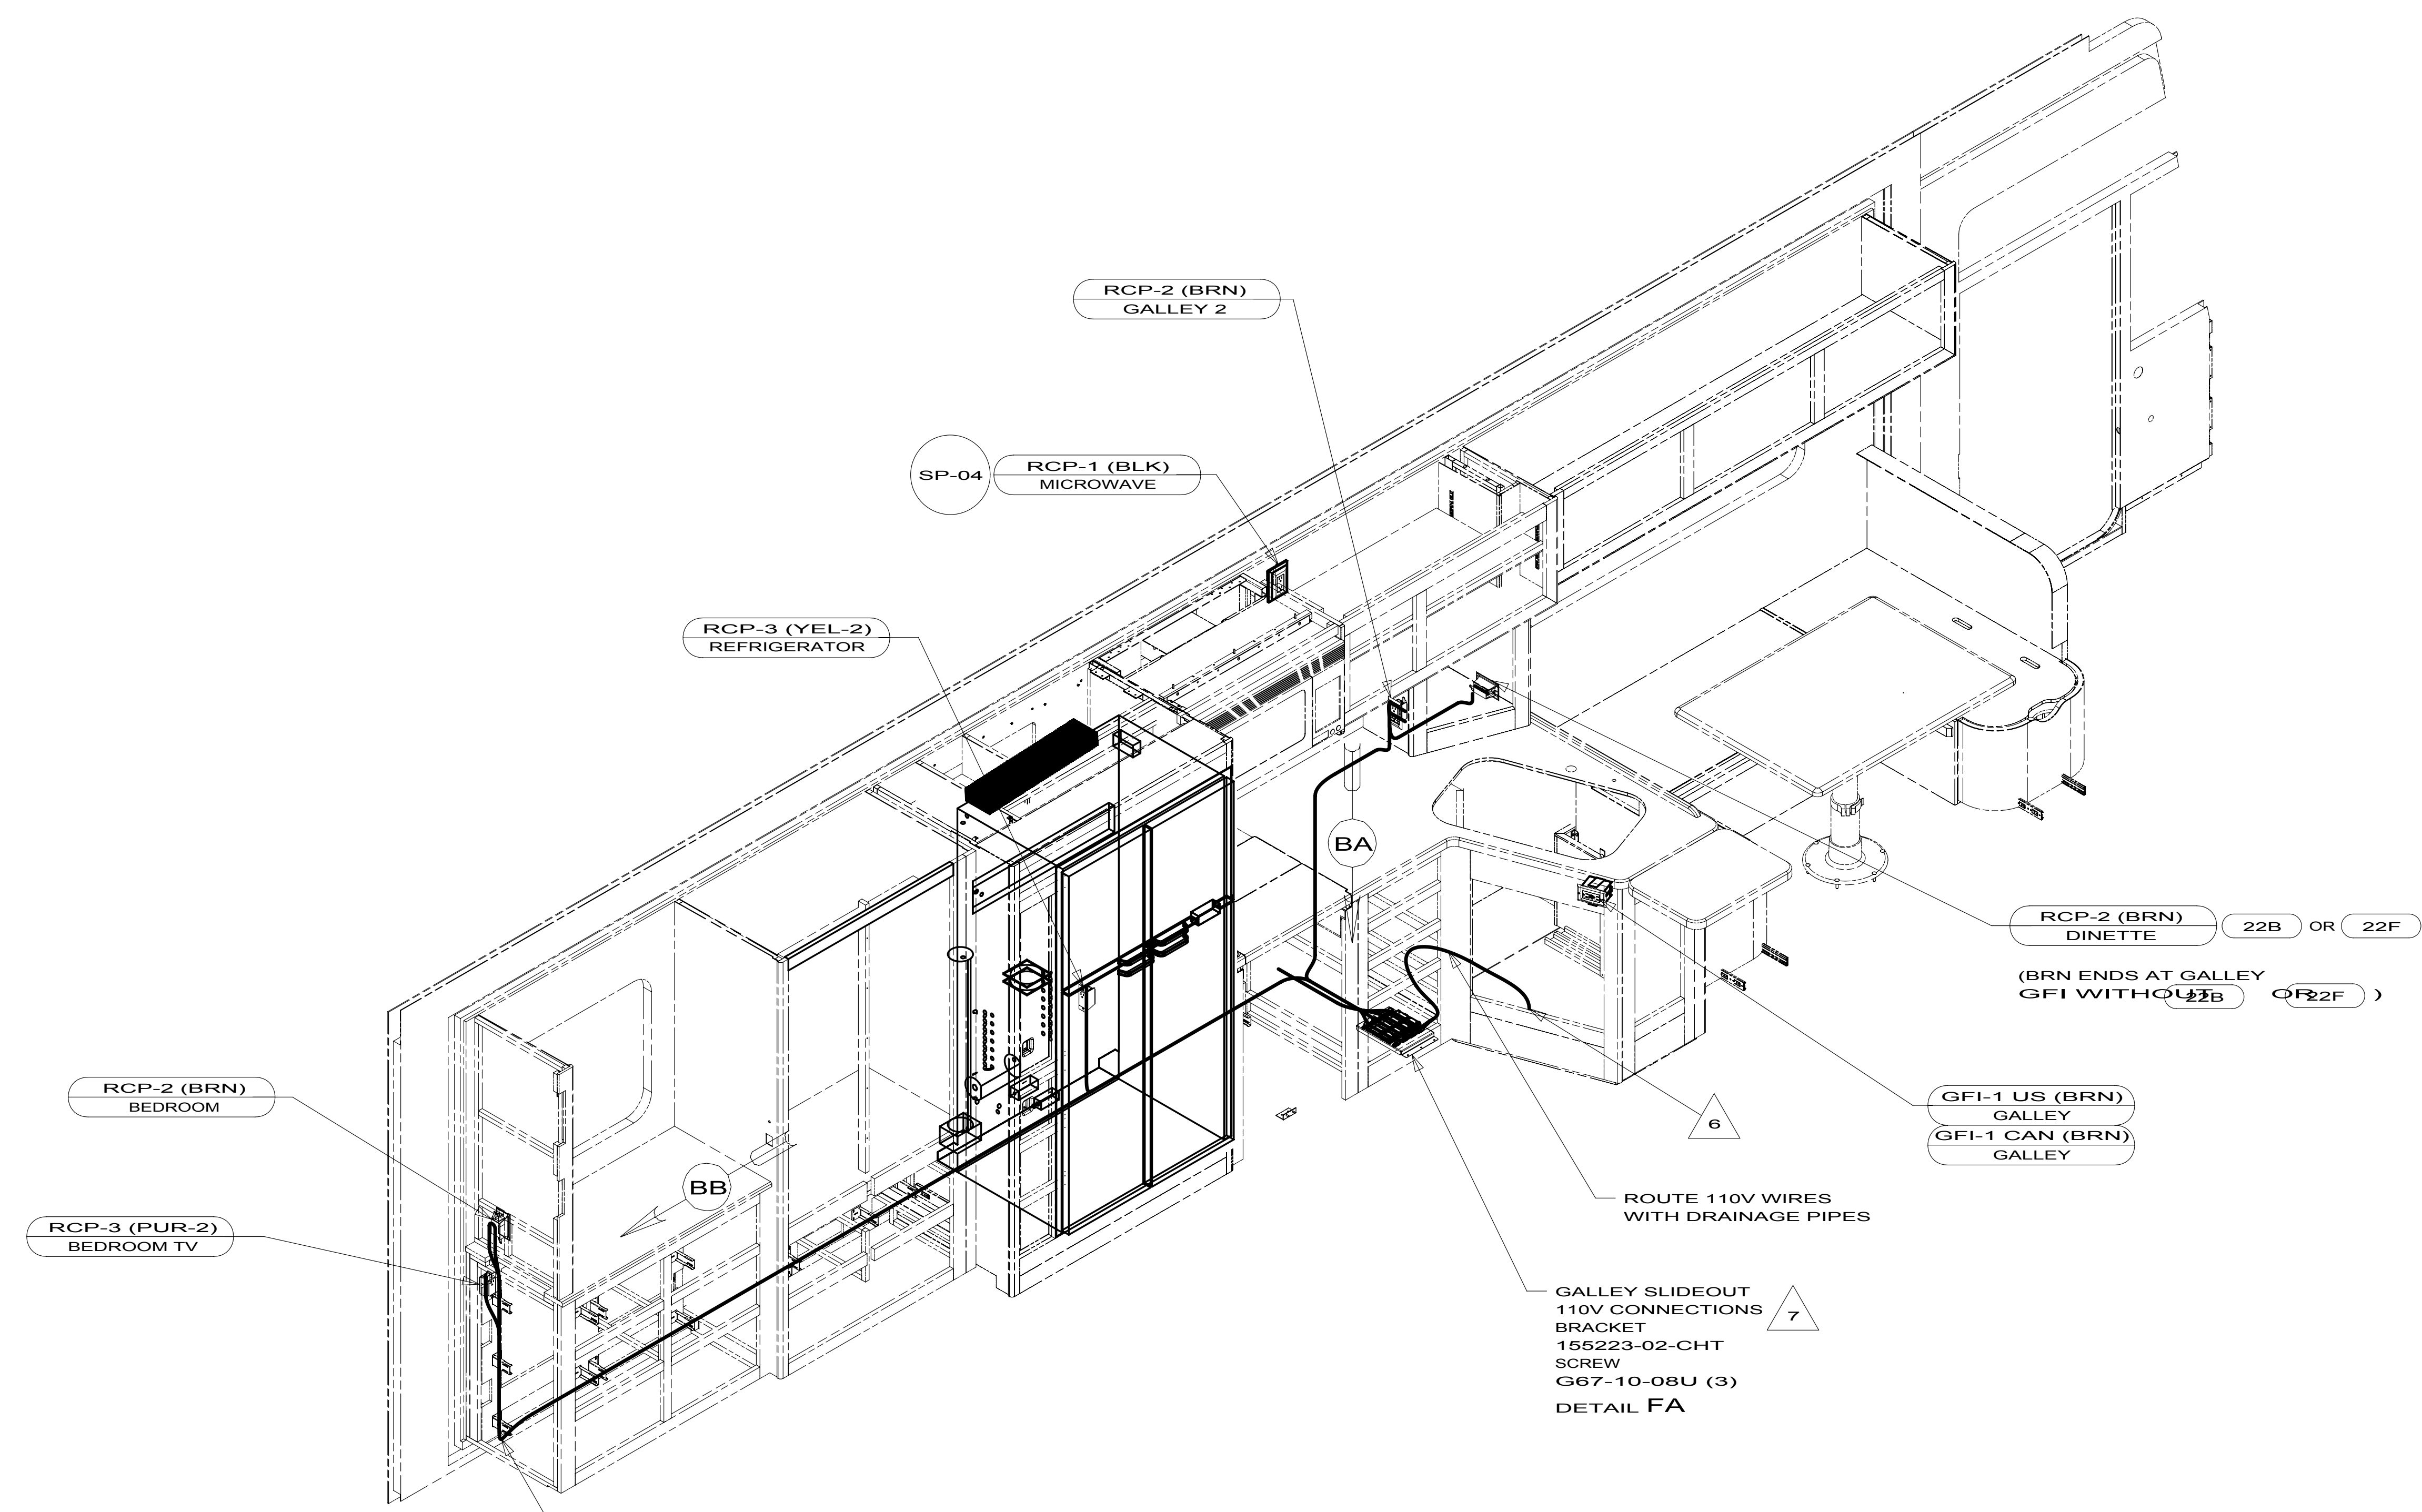 RCP-2 (BRN)
GALLEY 2
SP-04
RCP-1 (BLK)
MICROWAVE
RCP-3 (YEL-2)
REFRIGERATOR
BA
RCP-2 (BRN)
DINETTE
22B OR 22F
(BRN ENDS AT GALLEY
GFI WITHOUT 22B OR 22F )
RCP-2 (BRN)
BEDROOM
GFI-1 US (BRN)
GALLEY
GFI-1 CAN (BRN)
GALLEY
6
BB
RCP-3 (PUR-2)
BEDROOM TV
ROUTE 110V WIRES
WITH DRAINAGE PIPES
GALLEY SLIDEOUT
110V CONNECTIONS
7
BRACKET
155223-02-CHT
SCREW
G67-10-08U (3)
DETAIL FA